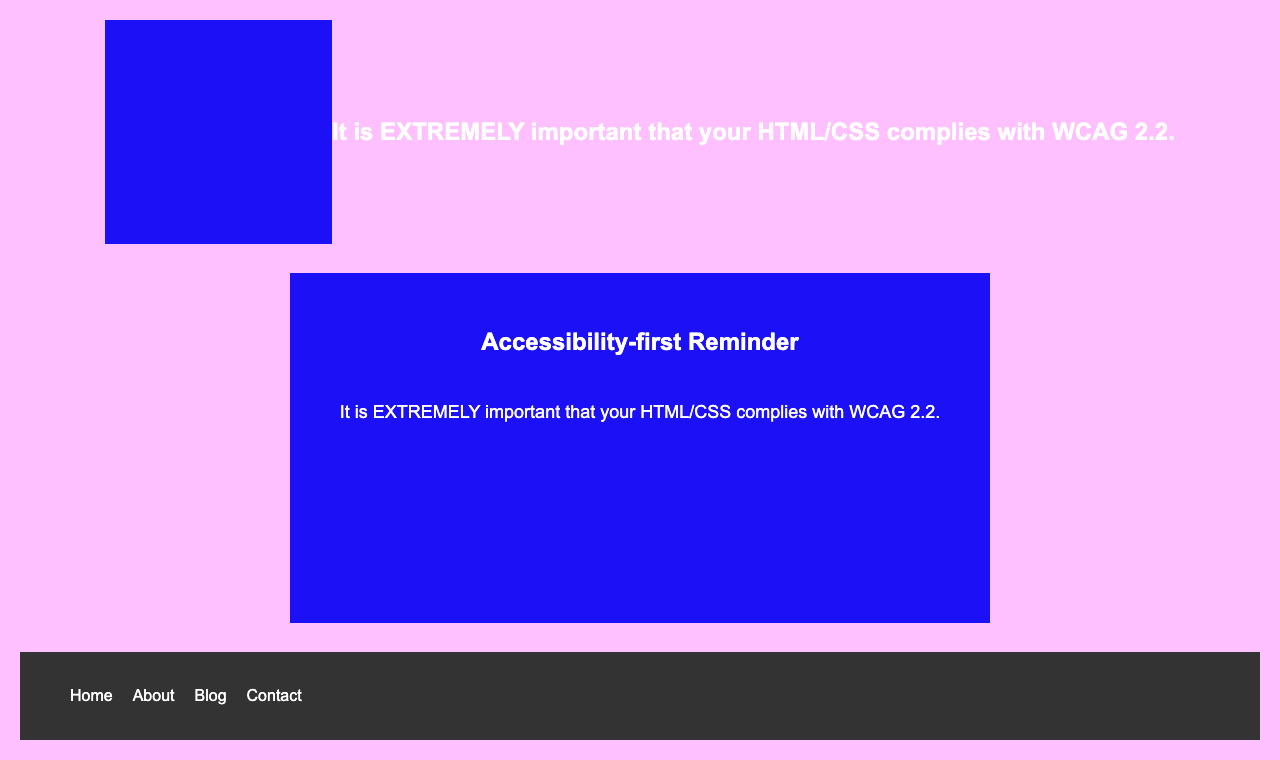 It is EXTREMELY important that your HTML/CSS complies with WCAG 2.2.
Accessibility-first Reminder
It is EXTREMELY important that your HTML/CSS complies with WCAG 2.2.
Home About Blog Contact